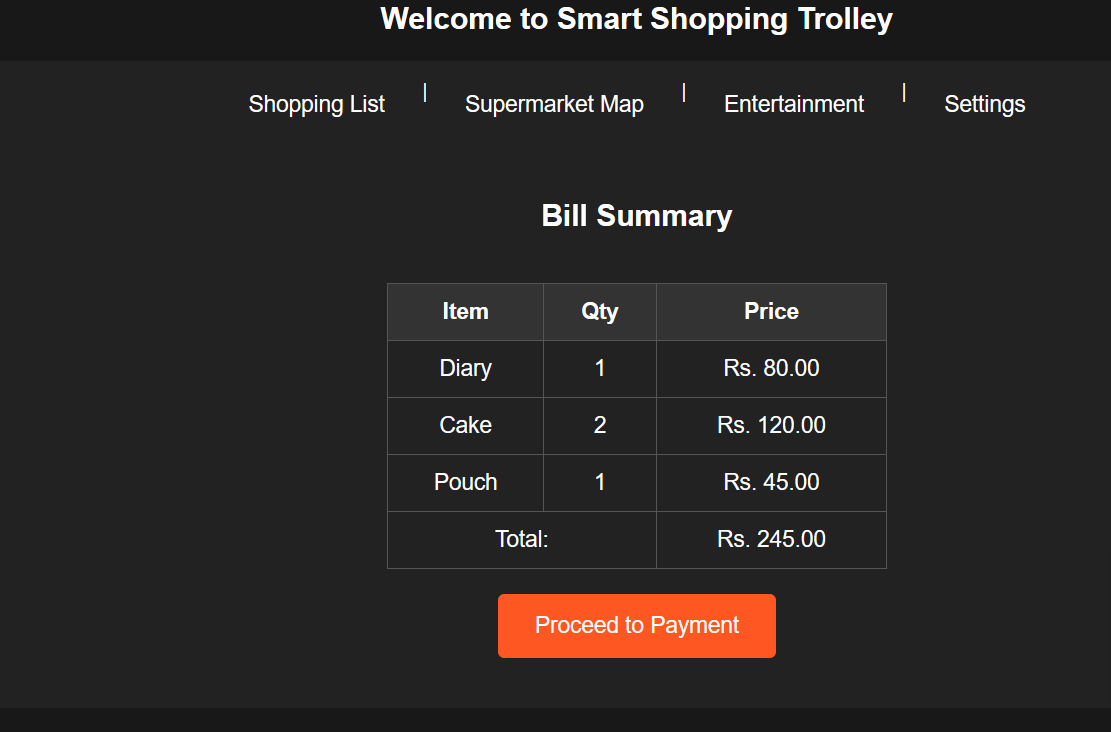 Welcome to Smart Shopping Trolley
Shopping List | Supermarket Map | Entertainment | Settings
Bill Summary
Item Qty Price
Diary 1 Rs. 80.00
Cake 2 Rs. 120.00
Pouch 1 Rs. 45.00
Total: Rs. 245.00
Proceed to Payment